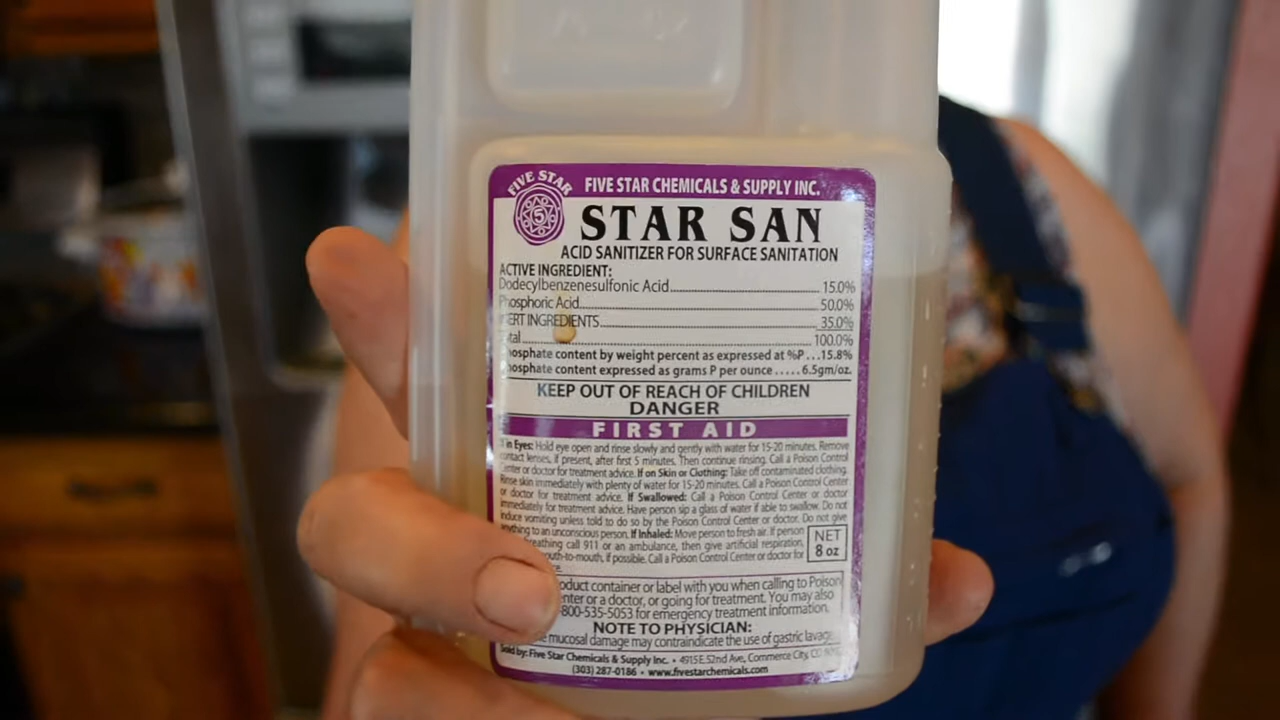 FIVE STAR
5
FIVE STAR CHEMICALS & SUPPLY INC.
STAR SAN
ACID SANITIZER FOR SURFACE SANITATION
ACTIVE INGREDIENT:
Dodecylbenzenesulfonic Acid 15.0%
Phosphoric Acid 50.0%
ERT INGREDIENTS 35.0%
tal 100.0%
hosphate content by weight percent as expressed at %P...15.8%
hosphate content expressed as grams P per ounce.....6.5gm/oz.
KEEP OUT OF REACH OF CHILDREN
DANGER
FIRST AID
in Eyes: Hold eye open and rinse slowly and gently with water for 15-20 minutes. Remove
contact lenses, if present, after first 5 minutes. Then continue rinsing. Call a Poison Control
enter or doctor for treatment advice. If on Skin or Clothing: Take off contaminated clothing.
Rinse skin immediately with plenty of water for 15-20 minutes. Call a Poison Control Center
or doctor for treatment advice. If Swallowed: Call a Poison Control Center or doctor
immediately for treatment advice. Have person sip a glass of water if able to swallow. Do not
induce vomiting unless told to do so by the Poison Control Center or doctor. Do not give
anything to an unconscious person. If Inhaled: Move person to fresh air. If person
breathing call 911 or an ambulance, then give artificial respiration,
outh-to-mouth, if possible. Call a Poison Control Center or doctor for
NET
8 oz
oduct container or label with you when calling to Poison
enter or a doctor, or going for treatment. You may also
-800-535-5053 for emergency treatment information.
NOTE TO PHYSICIAN:
e mucosal damage may contraindicate the use of gastric lavag
Sold by: Five Star Chemicals & Supply Inc. • 4915 E. 52nd Ave, Commerce City, CO
(303) 287-0186 • www.fivestarchemicals.com